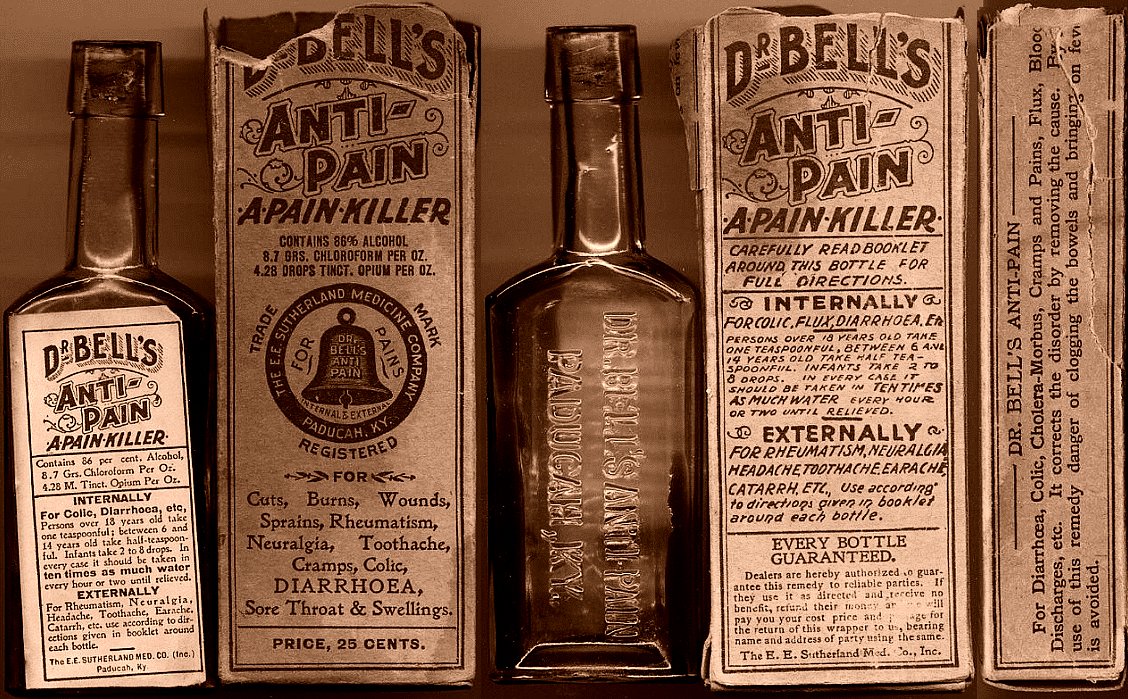 DR BELL'S
ANTI-
PAIN
A·PAIN·KILLER
Contains 86 per cent. Alcohol,
8.7 Grs. Chloroform Per Oz.
4.28 M. Tinct. Opium Per Oz.
INTERNALLY
For Colic, Diarrhoea, etc,
Persons over 18 years old take
one teaspoonful; between 6 and
14 years old take half-teaspoon-
ful. Infants take 2 to 8 drops. In
every case it should be taken in
ten times as much water
every hour or two until relieved.
EXTERNALLY
For Rheumatism, Neuralgia,
Headache, Toothache, Earache,
Catarrh, etc. use according to dir-
ections given in booklet around
each bottle.
The E.E. SUTHERLAND MED. CO. (Inc.)
Paducah, Ky.
DR BELL'S
ANTI-
PAIN
·A·PAIN·KILLER
CONTAINS 86% ALCOHOL
8.7 GRS. CHLOROFORM PER OZ.
4.28 DROPS TINCT. OPIUM PER OZ.
TRADE MARK
THE E.E. SUTHERLAND MEDICINE COMPANY
FOR PAINS
DR.
BELL'S
ANTI
PAIN
INTERNAL & EXTERNAL
PADUCAH, KY.
REGISTERED
FOR
Cuts, Burns, Wounds,
Sprains, Rheumatism,
Neuralgia, Toothache,
Cramps, Colic,
DIARRHOEA,
Sore Throat & Swellings.
PRICE, 25 CENTS.
DR. BELL'S ANTI PAIN
PADUCAH, KY.
DR BELL'S
ANTI-
PAIN
·A·PAIN·KILLER·
CAREFULLY READ BOOKLET
AROUND THIS BOTTLE FOR
FULL DIRECTIONS.
INTERNALLY
FOR COLIC, FLUX, DIARRHOEA, Etc
PERSONS OVER 18 YEARS OLD TAKE
ONE TEASPOONFUL, BETWEEN 6 AND
14 YEARS OLD TAKE HALF TEA-
SPOONFUL. INFANTS TAKE 2 TO
8 DROPS. IN EVERY CASE IT
SHOULD BE TAKEN IN TEN TIMES
AS MUCH WATER EVERY HOUR
OR TWO UNTIL RELIEVED.
EXTERNALLY
FOR RHEUMATISM, NEURALGIA
HEADACHE, TOOTHACHE, EARACHE,
CATARRH, ETC., Use according
to directions given in booklet
around each bottle.
EVERY BOTTLE
GUARANTEED.
Dealers are hereby authorized to guar-
antee this remedy to reliable parties. If
they use it as directed and receive no
benefit, refund their money and we will
pay you your cost price and for
the return of this wrapper to us, bearing
name and address of party using the same.
The E. E. Sutherland Med. Co., Inc.
DR. BELL'S ANTI-PAIN
For Diarrhœa, Colic, Cholera-Morbus, Cramps and Pains, Flux, Blood
Discharges, etc. It corrects the disorder by removing the cause.
use of this remedy danger of clogging the bowels and bringing on
is avoided.